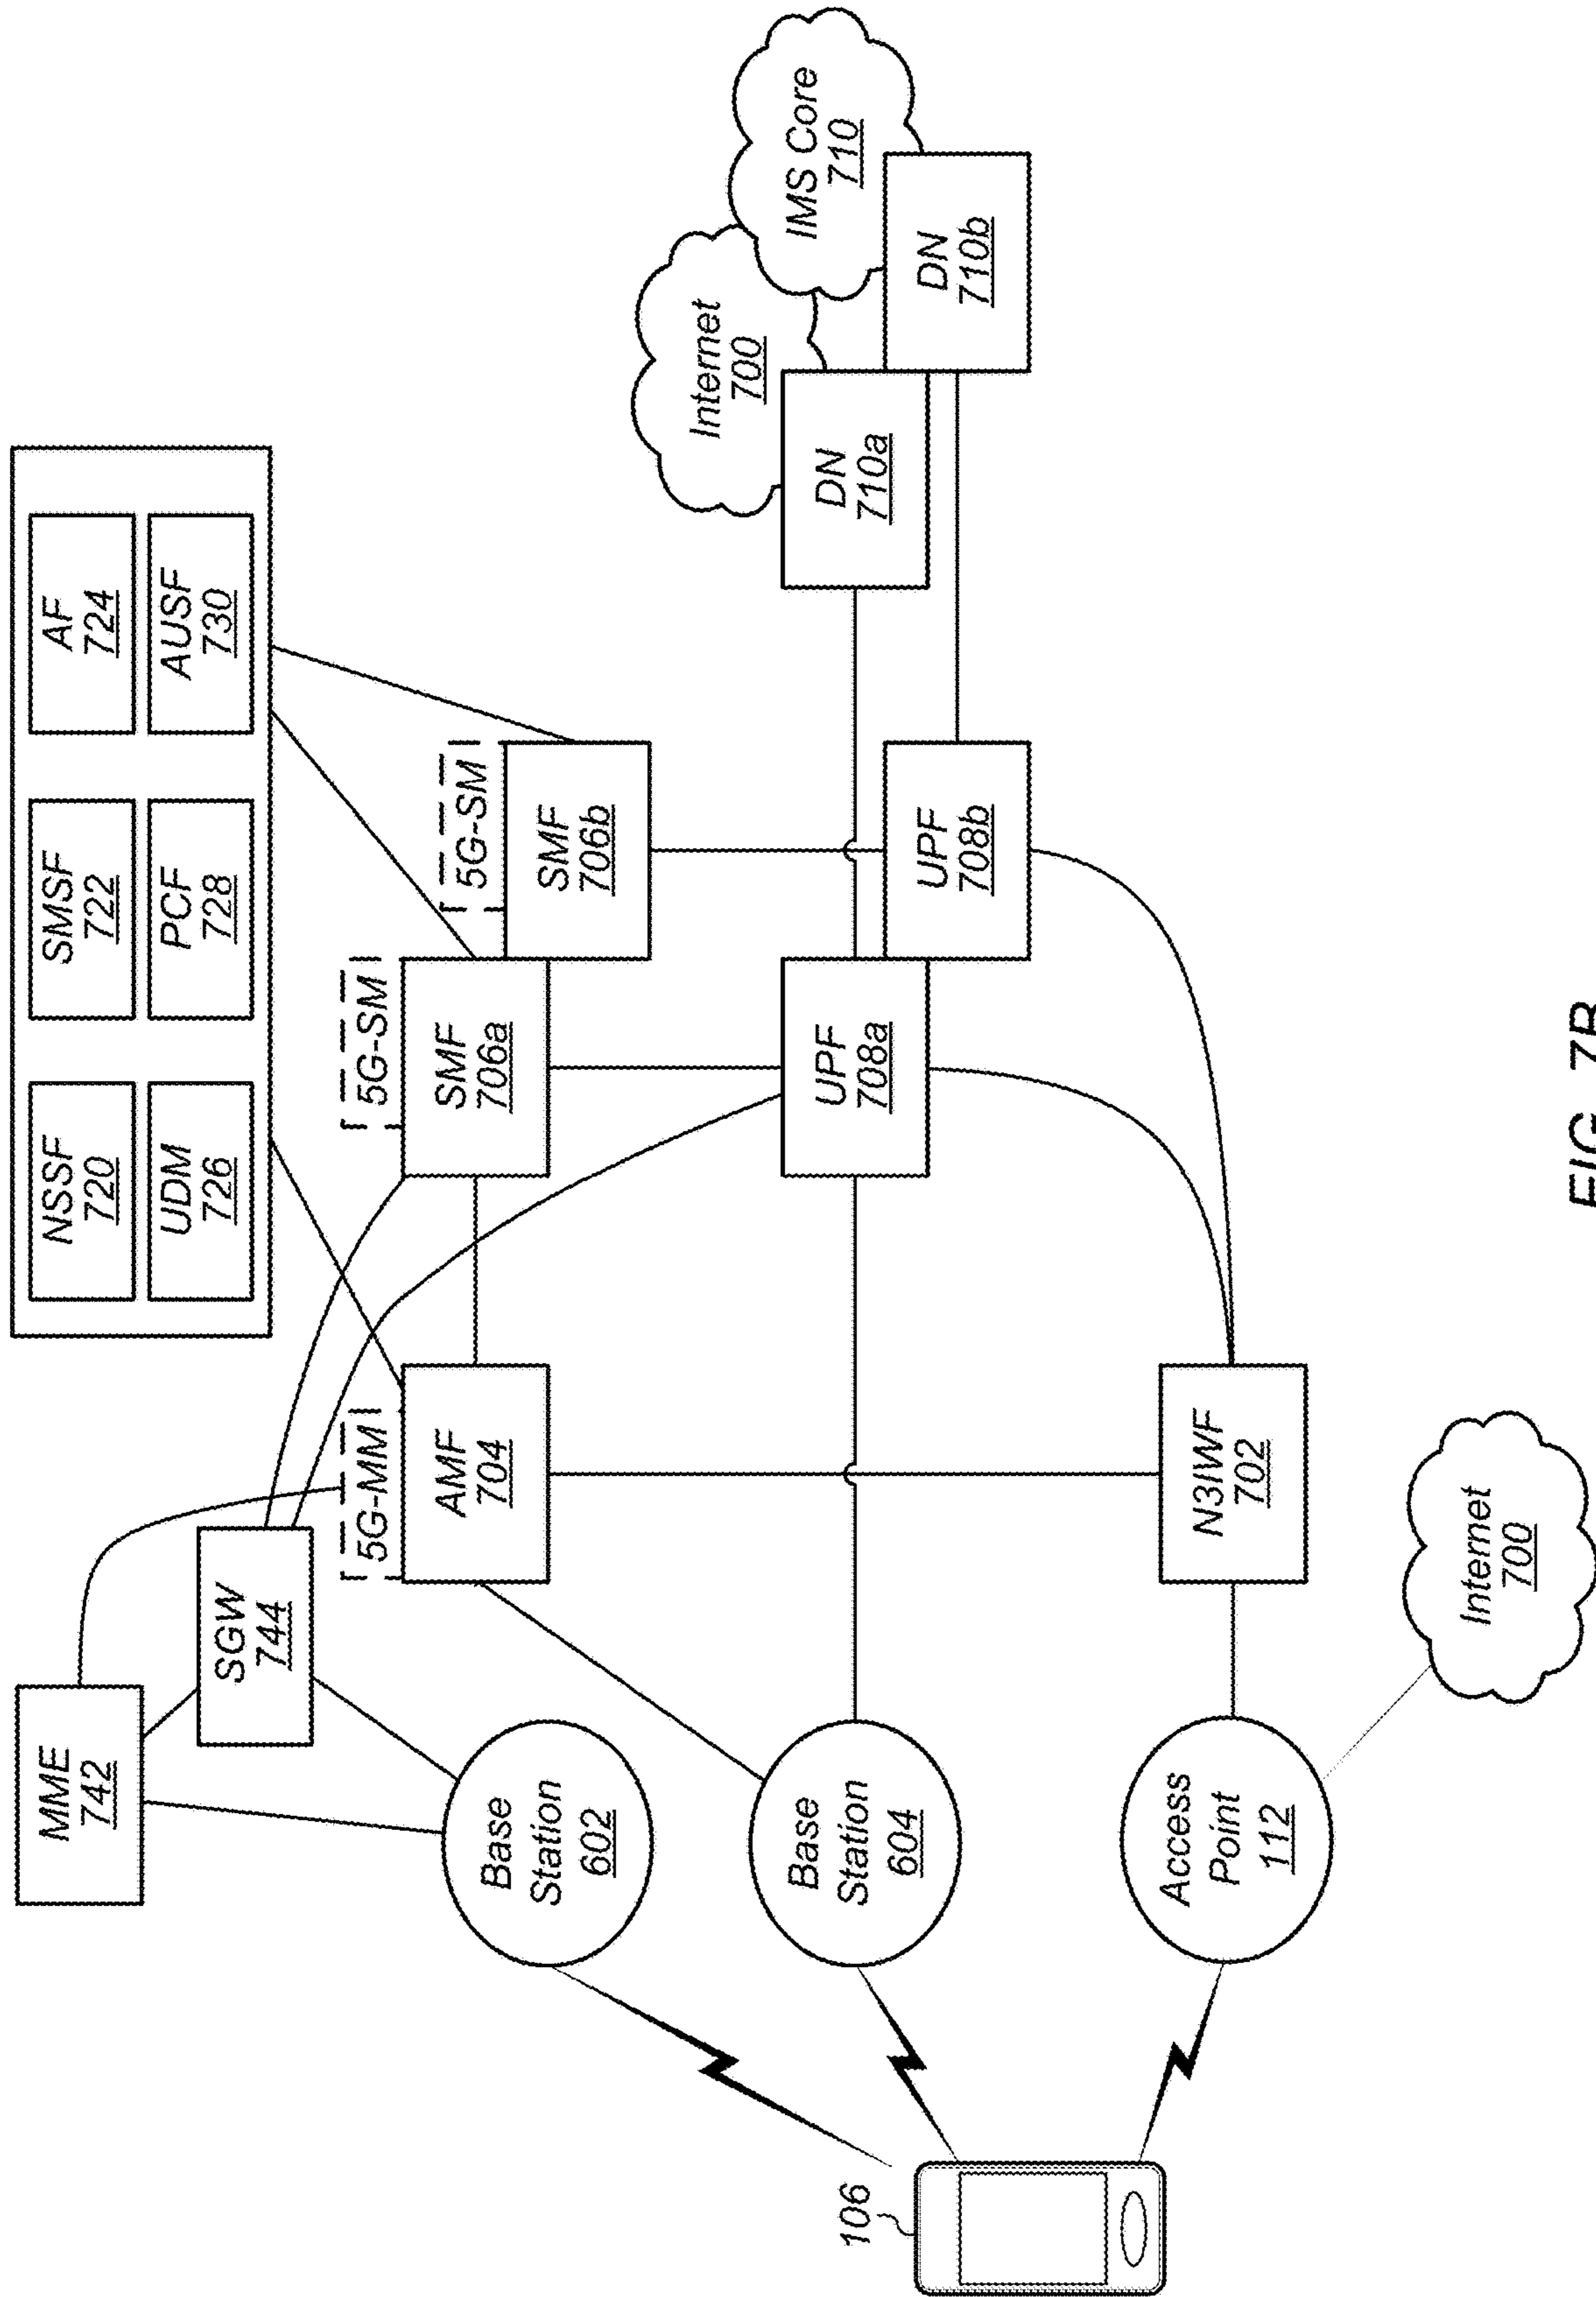 NSSF
720
SMSF
722
AF
724
UDM
726
PCF
728
AUSF
730
MME
742
SGW
744
5G-MM
AMF
704
5G-SM
SMF
706a
5G-SM
SMF
706b
Base
Station
602
Internet
700
IMS Core
710
106
Base
Station
604
UPF
708a
UPF
708b
DN
710a
DN
710b
Access
Point
112
N3IWF
702
Internet
700
FIG. 7B